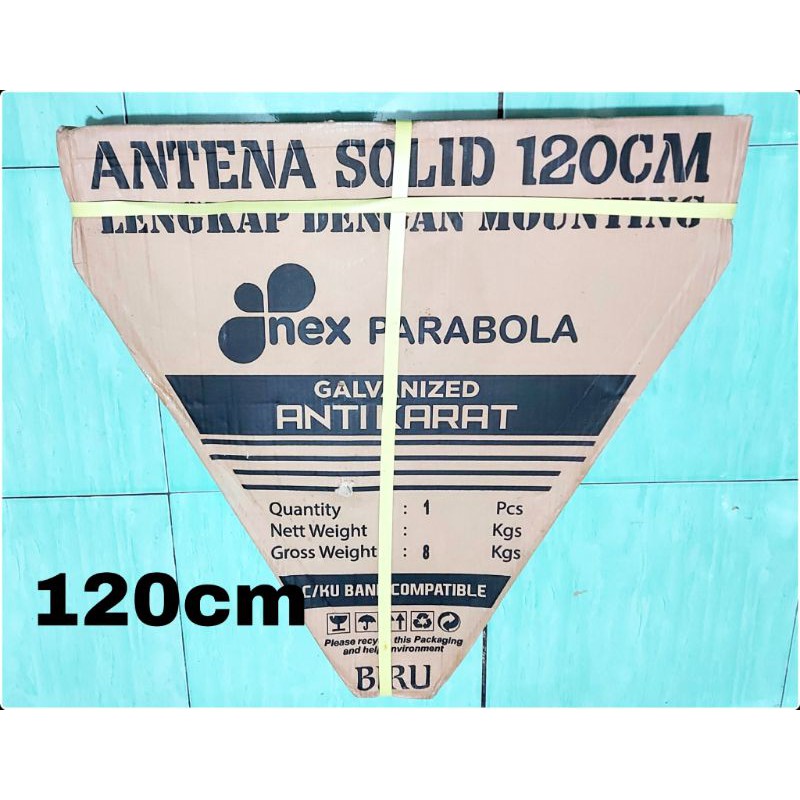 ANTENA SOLID 120CM
LENGKAP DENGAN MOUNTING
nex PARABOLA
GALVANIZED
ANTI KARAT
Quantity : 1 Pcs
Nett Weight : Kgs
Gross Weight : 8 Kgs
C/KU BAND COMPATIBLE
120cm
Please recycle this Packaging
and help environment
BIRU